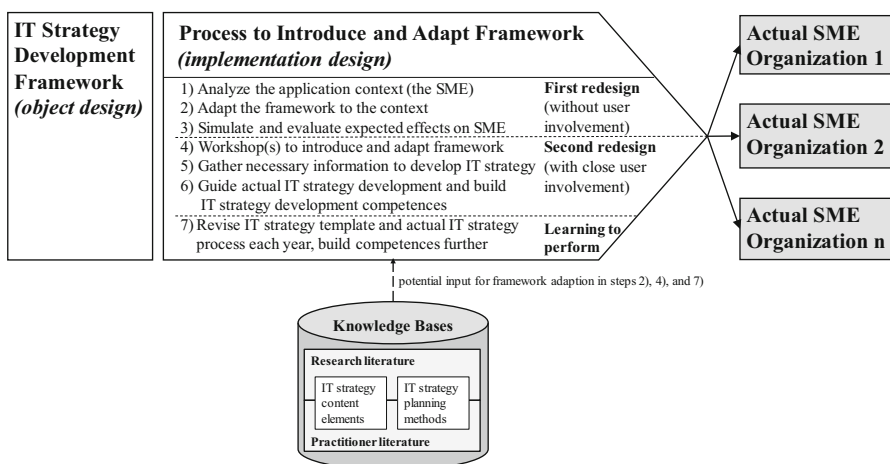 IT Strategy
Development
Framework
(object design)
Process to Introduce and Adapt Framework
(implementation design)
1) Analyze the application context (the SME)
2) Adapt the framework to the context
3) Simulate and evaluate expected effects on SME
First redesign
(without user
involvement)
4) Workshop(s) to introduce and adapt framework
5) Gather necessary information to develop IT strategy
6) Guide actual IT strategy development and build
IT strategy development competences
Second redesign
(with close user
involvement)
7) Revise IT strategy template and actual IT strategy
process each year, build competences further
Learning to
perform
Actual SME
Organization 1
Actual SME
Organization 2
Actual SME
Organization n
potential input for framework adaption in steps 2), 4), and 7)
Knowledge Bases
Research literature
IT strategy
content
elements
IT strategy
planning
methods
Practitioner literature